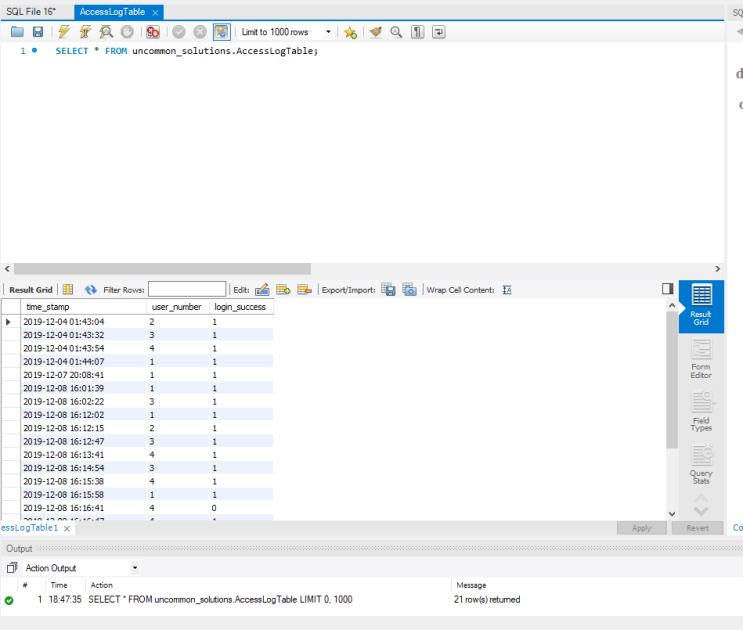 SQL File 16* AccessLogTable × SQ
Limit to 1000 rows
1 SELECT * FROM uncommon_solutions.AccessLogTable;
d
Result Grid Filter Rows: Edit: Export/Import: Wrap Cell Content:
time_stamp user_number login_success
2019-12-04 01:43:04 2 1
2019-12-04 01:43:32 3 1
2019-12-04 01:43:54 4 1
2019-12-04 01:44:07 1 1
2019-12-07 20:08:41 1 1
2019-12-08 16:01:39 1 1
2019-12-08 16:02:22 3 1
2019-12-08 16:12:02 1 1
2019-12-08 16:12:15 2 1
2019-12-08 16:12:47 3 1
2019-12-08 16:13:41 4 1
2019-12-08 16:14:54 3 1
2019-12-08 16:15:38 4 1
2019-12-08 16:15:58 1 1
2019-12-08 16:16:41 4 0
Result
Grid
Form
Editor
Field
Types
Query
Stats
essLogTable1 × Apply Revert Co
Output
Action Output
# Time Action Message
1 18:47:35 SELECT * FROM uncommon_solutions.AccessLogTable LIMIT 0, 1000 21 row(s) returned